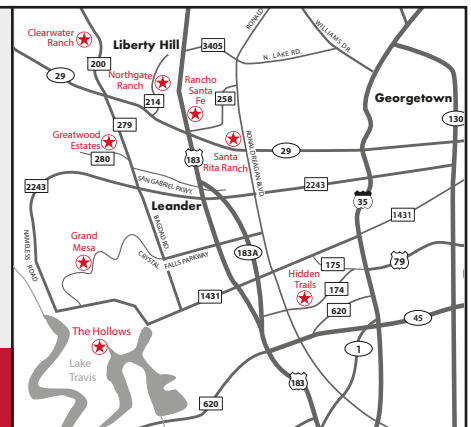 Clearwater
Ranch
Liberty Hill
3405
RONALD
WILLIAMS DR.
N. LAKE RD.
200
29
Northgate
Ranch
214
Rancho
Santa
Fe
258
Georgetown
130
279
Greatwood
Estates
280
183
Santa
Rita Ranch
RONALD REAGAN BLVD.
29
2243
SAN GABRIEL PKWY.
2243
35
Leander
1431
NAMELESS ROAD
Grand
Mesa
BAGDAD RD.
CRYSTAL FALLS PARKWAY
183A
175
79
Hidden
Trails
174
1431
620
45
The Hollows
Lake
Travis
1
183
620